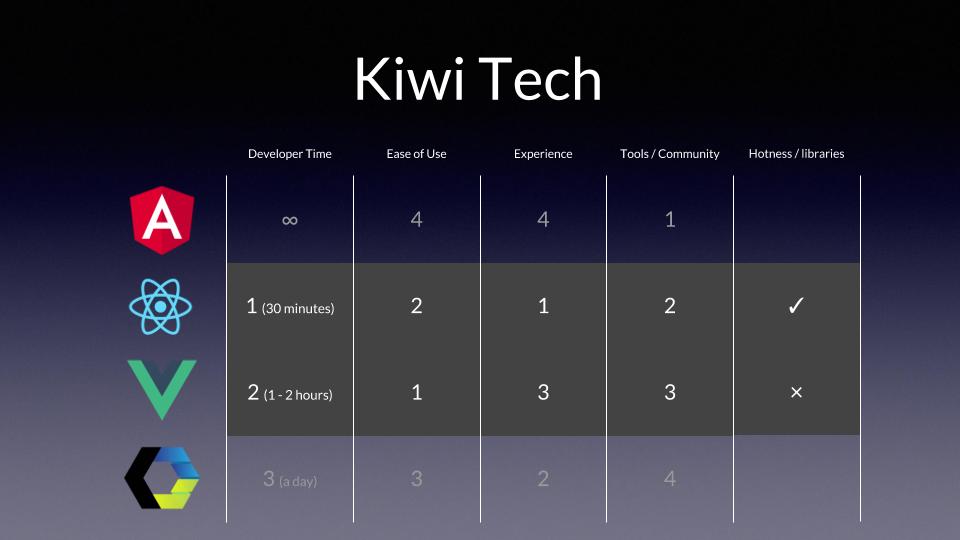 Kiwi Tech
Developer Time Ease of Use Experience Tools / Community Hotness / libraries
A ∞ 4 4 1
1 (30 minutes) 2 1 2 ✓
2 (1 - 2 hours) 1 3 3 ×
3 (a day) 3 2 4